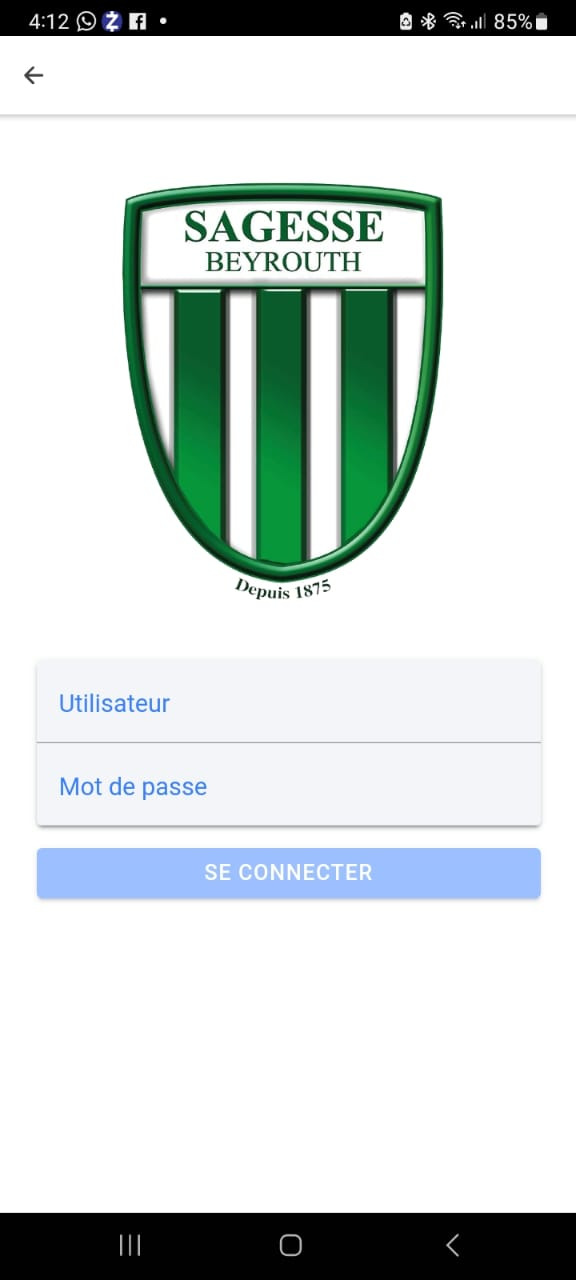 4:12
85%
SAGESSE
BEYROUTH
Depuis 1875
Utilisateur
Mot de passe
SE CONNECTER